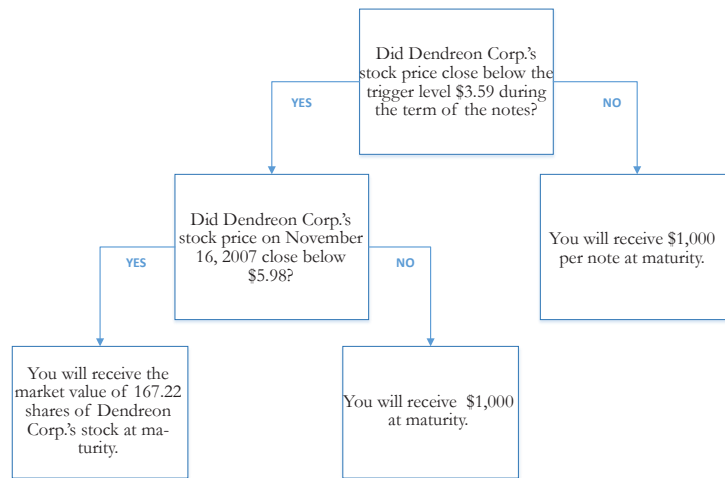 Did Dendreon Corp.'s
stock price close below the
trigger level $3.59 during
the term of the notes?
YES
NO
Did Dendreon Corp.'s
stock price on November
16, 2007 close below
$5.98?
You will receive $1,000
per note at maturity.
YES
NO
You will receive the
market value of 167.22
shares of Dendreon
Corp.'s stock at ma-
turity.
You will receive $1,000
at maturity.